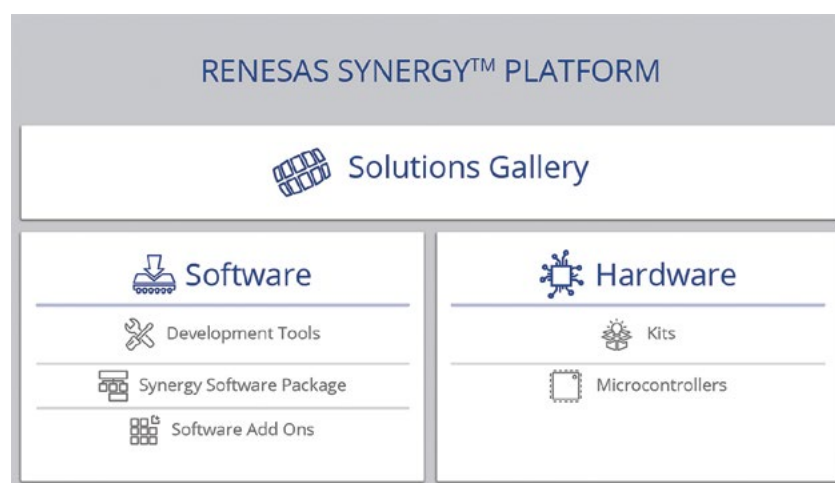 RENESAS SYNERGY™ PLATFORM
Solutions Gallery
Software
Development Tools
Synergy Software Package
Software Add Ons
Hardware
Kits
Microcontrollers